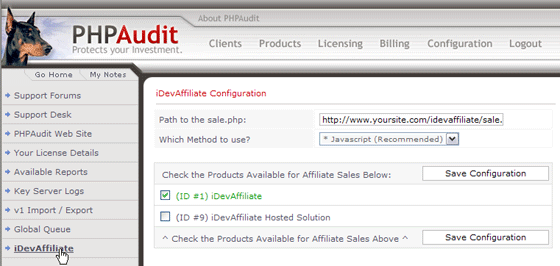 About PHPAudit
PHPAudit
Protects your Investment.
Clients Products Licensing Billing Configuration Logout
Go Home My Notes
Support Forums
Support Desk
PHPAudit Web Site
Your License Details
Available Reports
Key Server Logs
v1 Import / Export
Global Queue
iDevAffiliate
iDevAffiliate Configuration
Path to the sale.php: http://www.yoursite.com/idevaffiliate/sale.
Which Method to use? * Javascript (Recommended)
Check the Products Available for Affiliate Sales Below: Save Configuration
(ID #1) iDevAffiliate
(ID #9) iDevAffiliate Hosted Solution
^ Check the Products Available for Affiliate Sales Above ^ Save Configuration